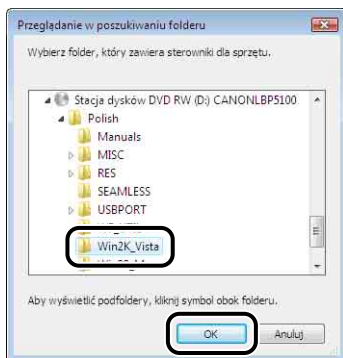 Przeglądanie w poszukiwaniu folderu
Wybierz folder, który zawiera sterowniki dla sprzętu.
Stacja dysków DVD RW (D:) CANONLBP5100
Polish
Manuals
MISC
RES
SEAMLESS
USBPORT
Win2K_Vista
Aby wyświetlić podfoldery, kliknij symbol obok folderu.
OK Anuluj